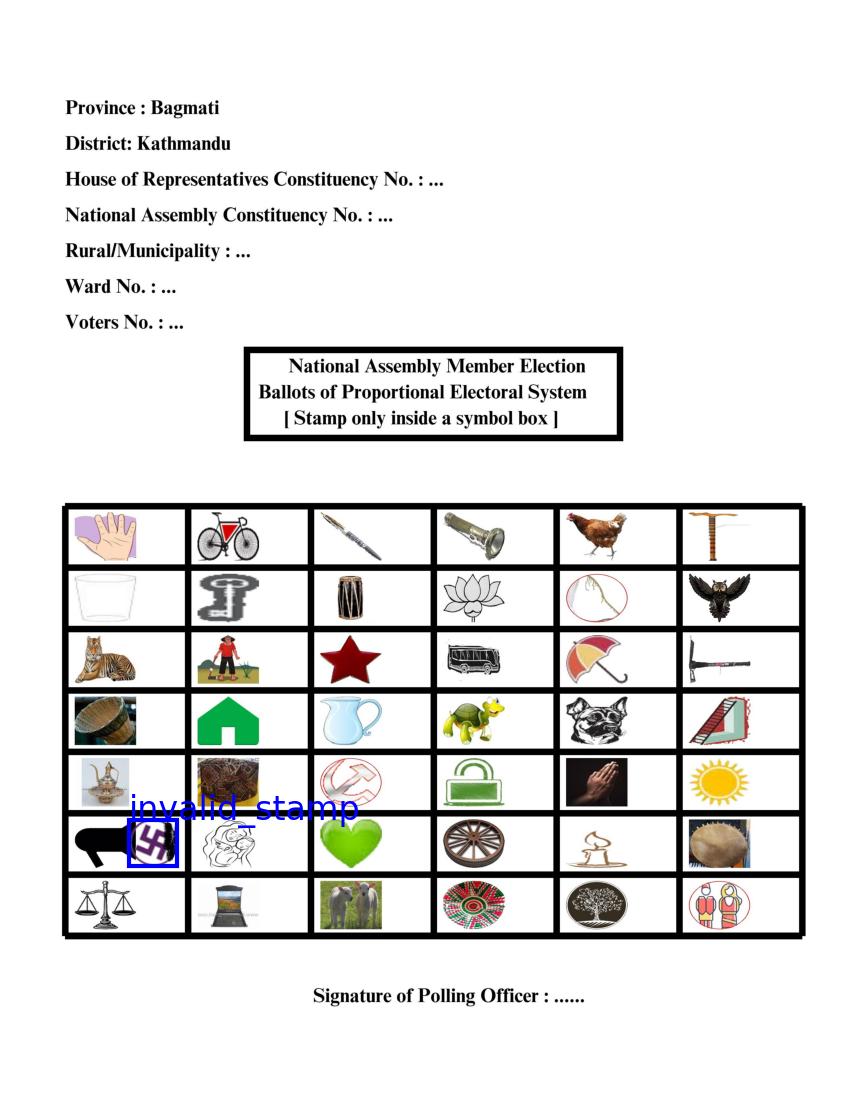 Province : Bagmati
District: Kathmandu
House of Representatives Constituency No. : ...
National Assembly Constituency No. : ...
Rural/Municipality : ...
Ward No. : ...
Voters No. : ...
National Assembly Member Election
Ballots of Proportional Electoral System
[ Stamp only inside a symbol box ]
invalid_stamp
Signature of Polling Officer : ......